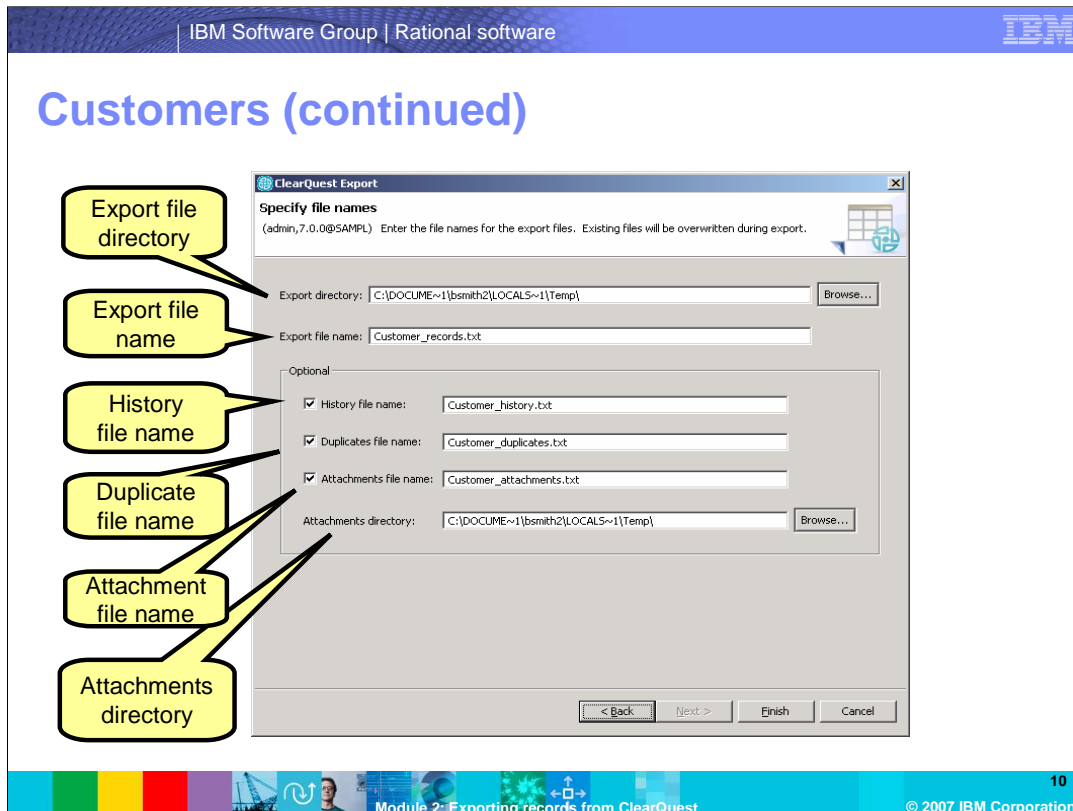 IBM Software Group | Rational software
IBM
Customers (continued)
Export file
directory
Export file
name
History
file name
Duplicate
file name
Attachment
file name
Attachments
directory
ClearQuest Export
Specify file names
(admin,7.0.0@SAMPL) Enter the file names for the export files. Existing files will be overwritten during export.
Export directory: C:\DOCUME~1\bsmith2\LOCALS~1\Temp\ Browse...
Export file name: Customer_records.txt
Optional
History file name: Customer_history.txt
Duplicates file name: Customer_duplicates.txt
Attachments file name: Customer_attachments.txt
Attachments directory: C:\DOCUME~1\bsmith2\LOCALS~1\Temp\ Browse...
< Back Next > Finish Cancel
10
Module 2: Exporting records from ClearQuest
© 2007 IBM Corporation